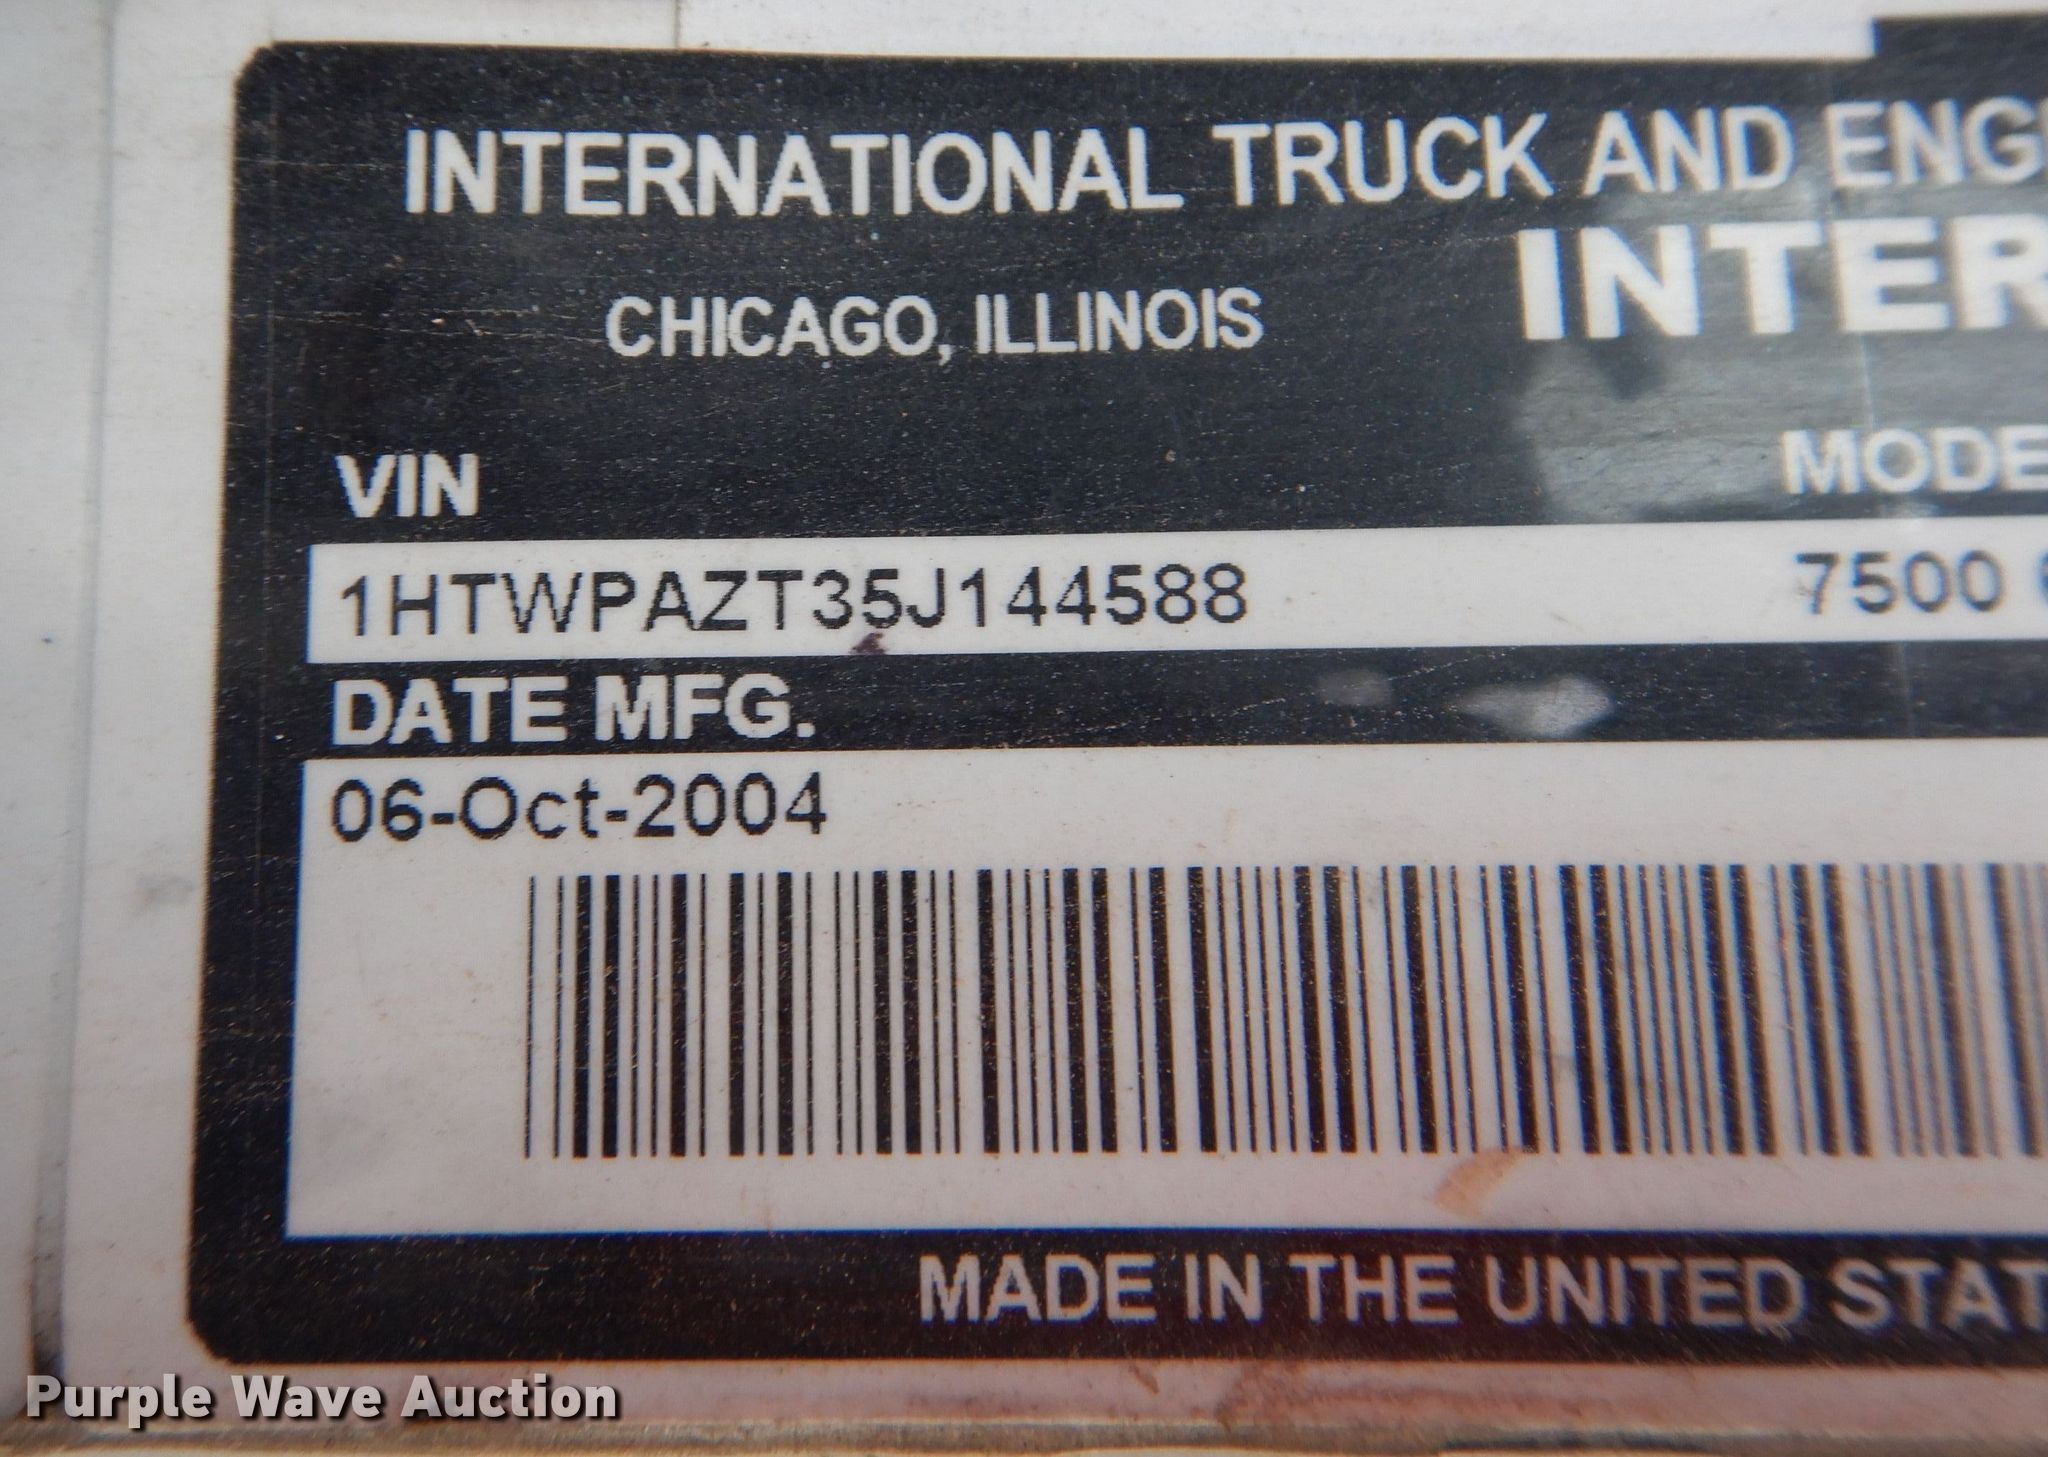 INTERNATIONAL TRUCK AND ENG
INTER
CHICAGO, ILLINOIS
VIN
MODE
1HTWPAZT35J144588
7500
DATE MFG.
06-Oct-2004
MADE IN THE UNITED STAT
Purple Wave Auction